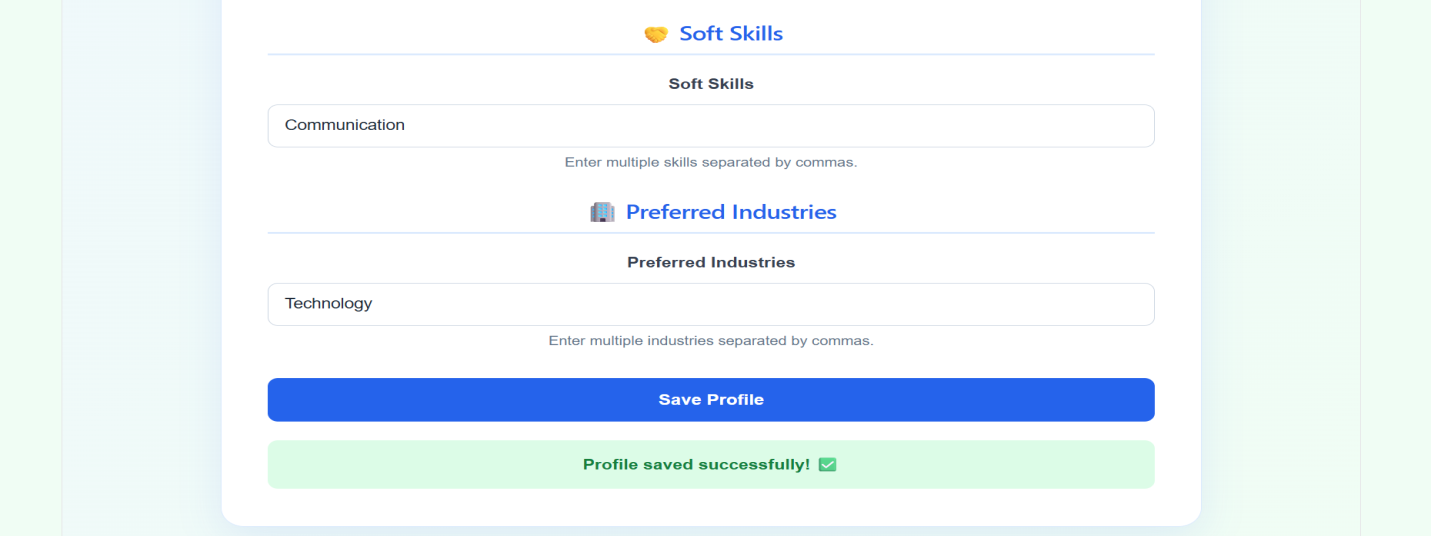 Soft Skills
Soft Skills
Communication
Enter multiple skills separated by commas.
Preferred Industries
Preferred Industries
Technology
Enter multiple industries separated by commas.
Save Profile
Profile saved successfully! ✅